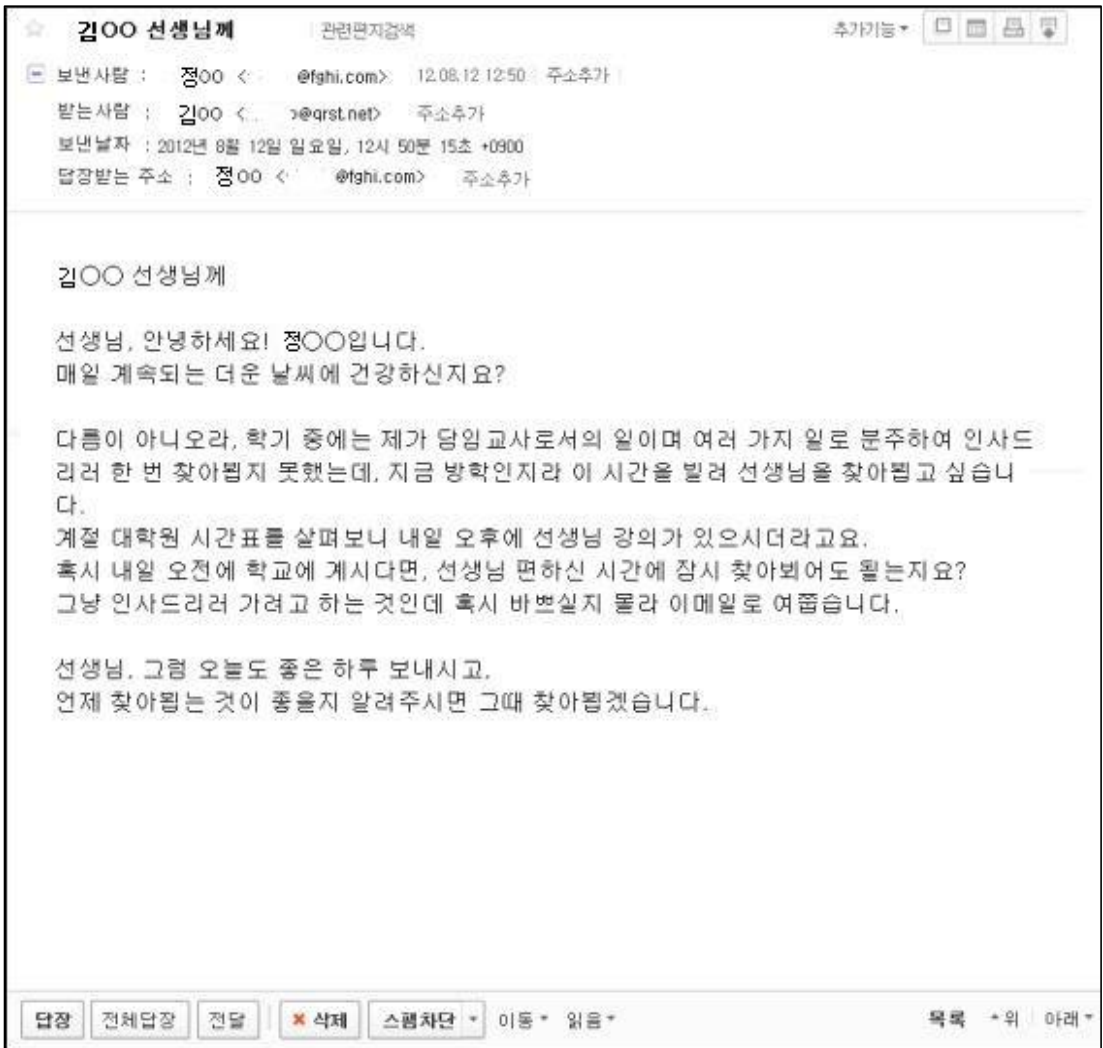 김OO 선생님께 관련편지검색 추가기능
보낸사람 : 정OO < @fghi.com> 12.08.12 12:50 주소추가
받는사람 : 김OO < @qrst.net> 주소추가
보낸날짜 : 2012년 8월 12일 일요일, 12시 50분 15초 +0900
답장받는 주소 : 정OO < @fghi.com> 주소추가
김○○ 선생님께
선생님, 안녕하세요! 정○○입니다.
매일 계속되는 더운 날씨에 건강하신지요?
다름이 아니오라, 학기 중에는 제가 담임교사로서의 일이며 여러 가지 일로 분주하여 인사드
리러 한 번 찾아뵙지 못했는데, 지금 방학인지라 이 시간을 빌려 선생님을 찾아뵙고 싶습니
다.
계절 대학원 시간표를 살펴보니 내일 오후에 선생님 강의가 있으시더라고요.
혹시 내일 오전에 학교에 계시다면, 선생님 편하신 시간에 잠시 찾아뵈어도 될는지요?
그냥 인사드리러 가려고 하는 것인데 혹시 바쁘실지 몰라 이메일로 여쭙습니다.
선생님, 그럼 오늘도 좋은 하루 보내시고,
언제 찾아뵙는 것이 좋을지 알려주시면 그때 찾아뵙겠습니다.
답장 전체답장 전달 × 삭제 스팸차단 이동 읽음 목록 위 아래